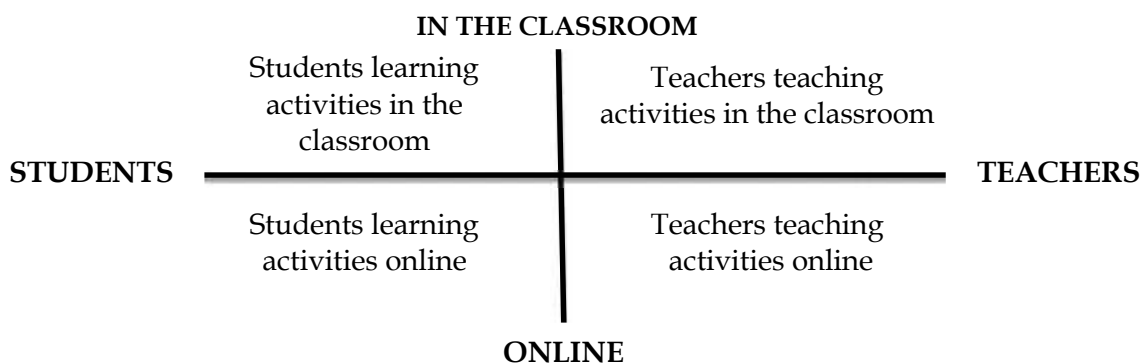 IN THE CLASSROOM
Students learning
activities in the
classroom
Teachers teaching
activities in the classroom
STUDENTS
TEACHERS
Students learning
activities online
Teachers teaching
activities online
ONLINE